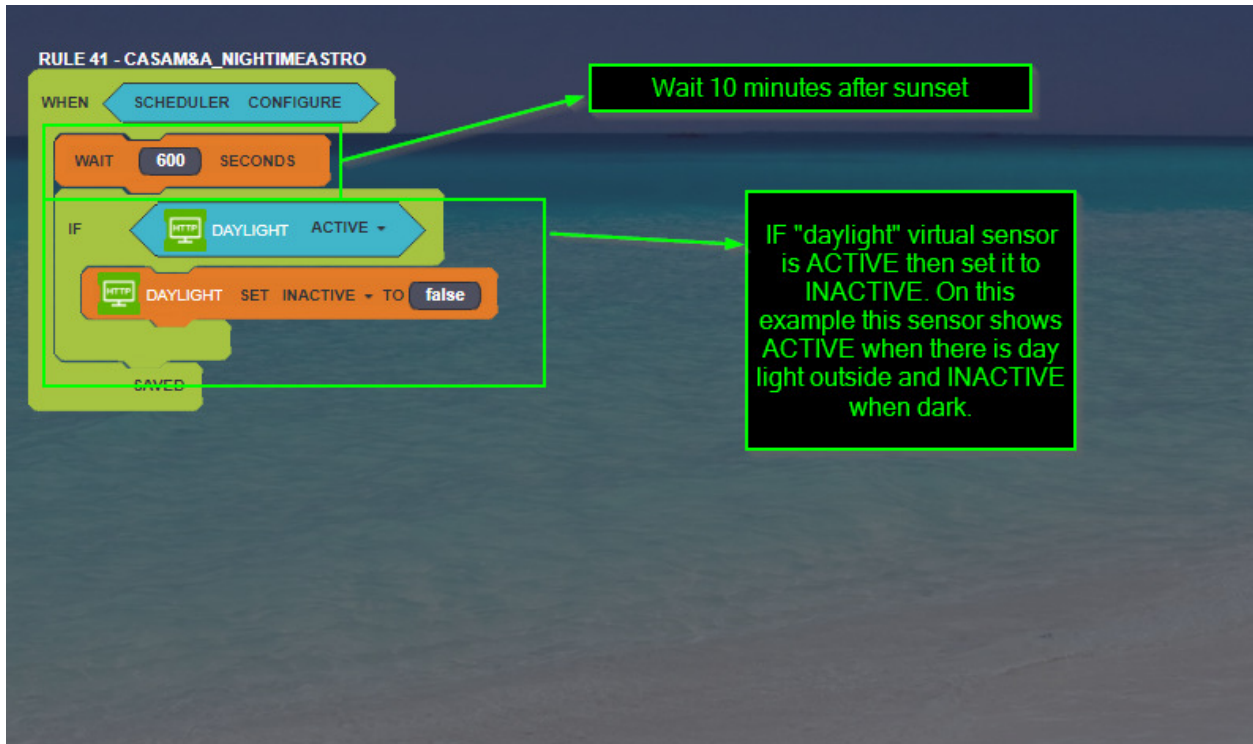 RULE 41 - CASAM&A_NIGHTIMEASTRO
WHEN SCHEDULER CONFIGURE
Wait 10 minutes after sunset
WAIT 600 SECONDS
IF HTTP DAYLIGHT ACTIVE
HTTP DAYLIGHT SET INACTIVE TO false
SAVED
IF "daylight" virtual sensor
is ACTIVE then set it to
INACTIVE. On this
example this sensor shows
ACTIVE when there is day
light outside and INACTIVE
when dark.